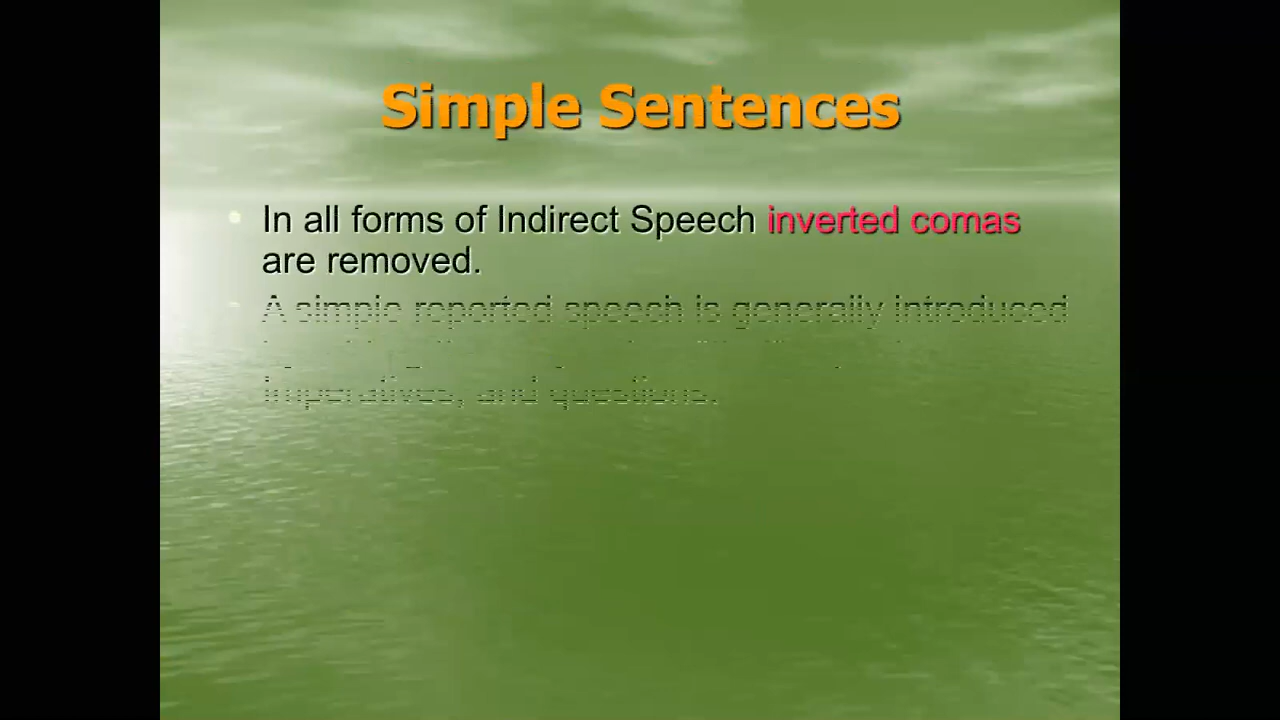 Simple Sentences
In all forms of Indirect Speech inverted comas
are removed.
A simple reported speech is generally introduced
imperatives, and questions.